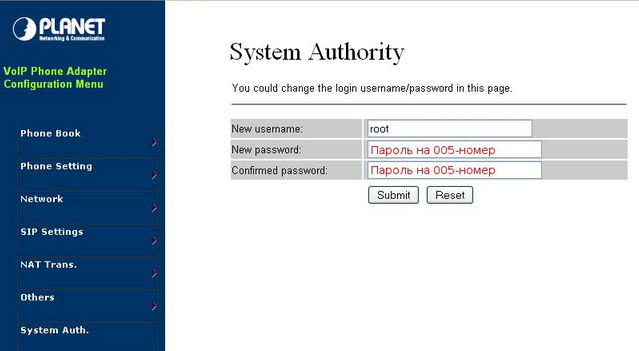 PLANET
Networking & Communication
VoIP Phone Adapter
Configuration Menu
Phone Book
Phone Setting
Network
SIP Settings
NAT Trans.
Others
System Auth.
System Authority
You could change the login username/password in this page.
New username: root
New password: Пароль на 005-номер
Confirmed password: Пароль на 005-номер
Submit Reset